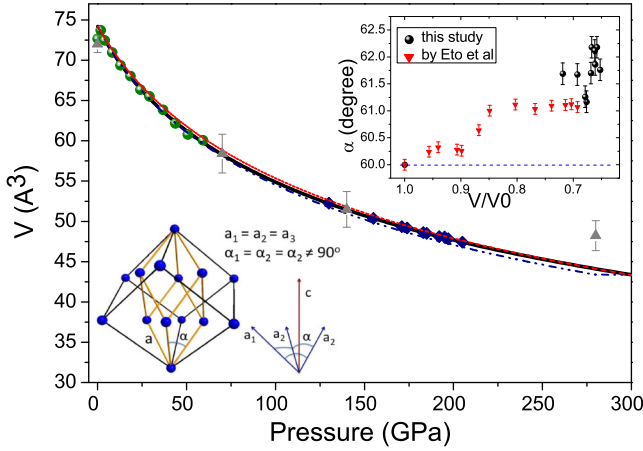 75
70
65
60
55
50
45
40
35
30
V (A³)
0
50
100
150
200
250
300
Pressure (GPa)
this study
by Eto et al
62.5
62.0
61.5
61.0
60.5
60.0
α (degree)
1.0
0.9
0.8
0.7
V/V0
a₁ = a₂ = a₃
α₁ = α₂ = α₂ ≠ 90º
a
α
c
a₁
a₂
α
a₂